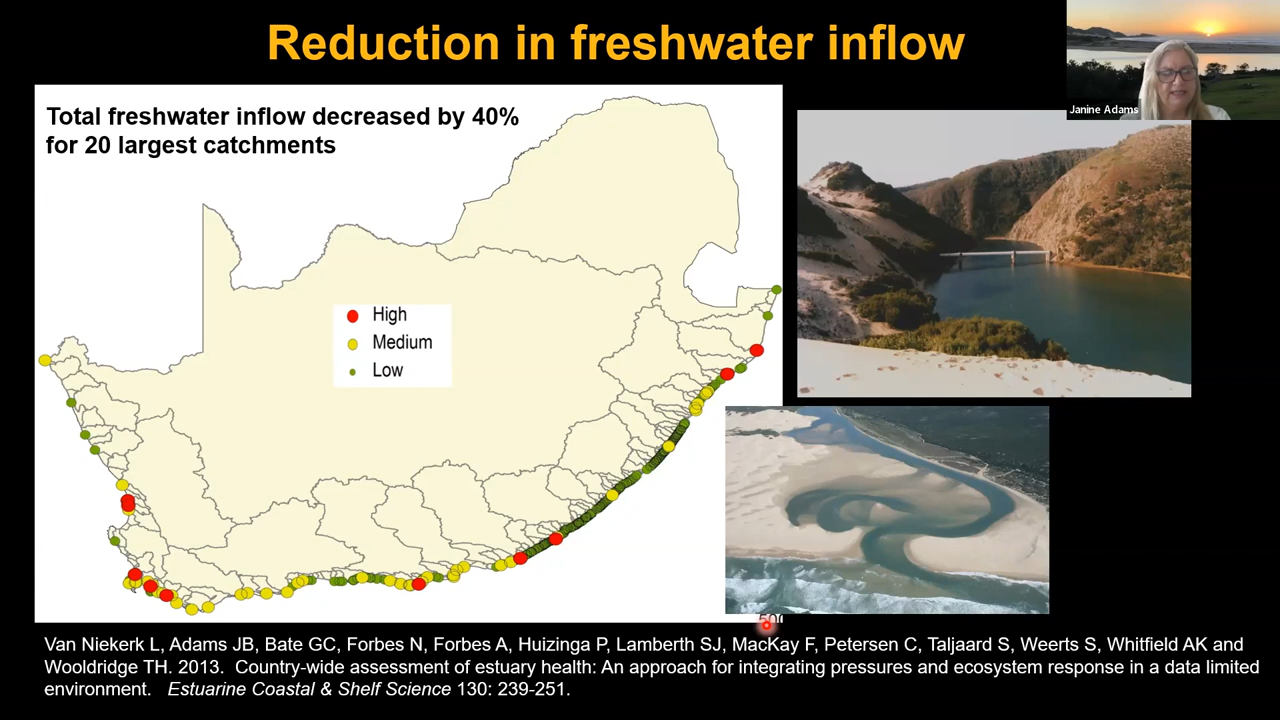 Reduction in freshwater inflow
Janine Adams
Total freshwater inflow decreased by 40%
for 20 largest catchments
High
Medium
Low
Van Niekerk L, Adams JB, Bate GC, Forbes N, Forbes A, Huizinga P, Lamberth SJ, MacKay F, Petersen C, Taljaard S, Weerts S, Whitfield AK and
Wooldridge TH. 2013. Country-wide assessment of estuary health: An approach for integrating pressures and ecosystem response in a data limited
environment. Estuarine Coastal & Shelf Science 130: 239-251.